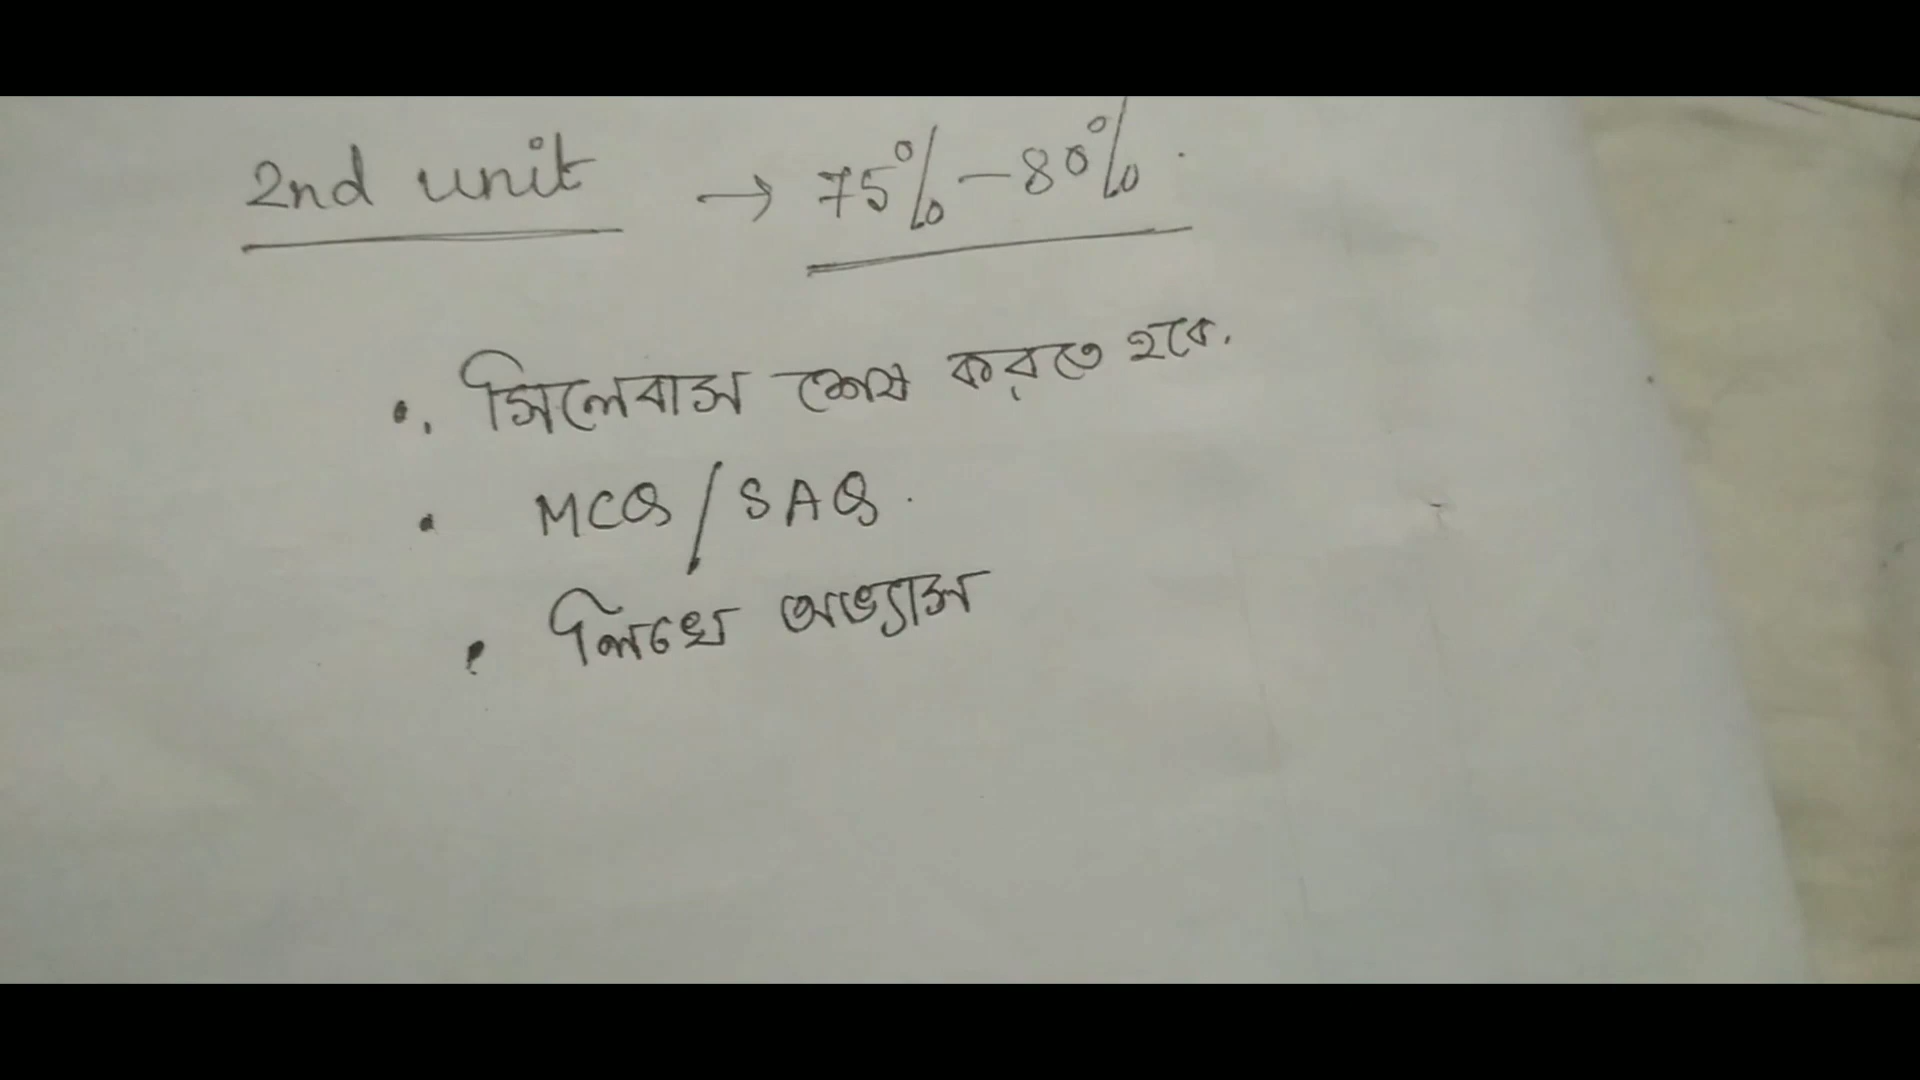 2nd unit → 75% - 80%.
• সিলেবাস শেষ করতে হবে.
• MCQ / SAQ.
• লিখে অভ্যাস